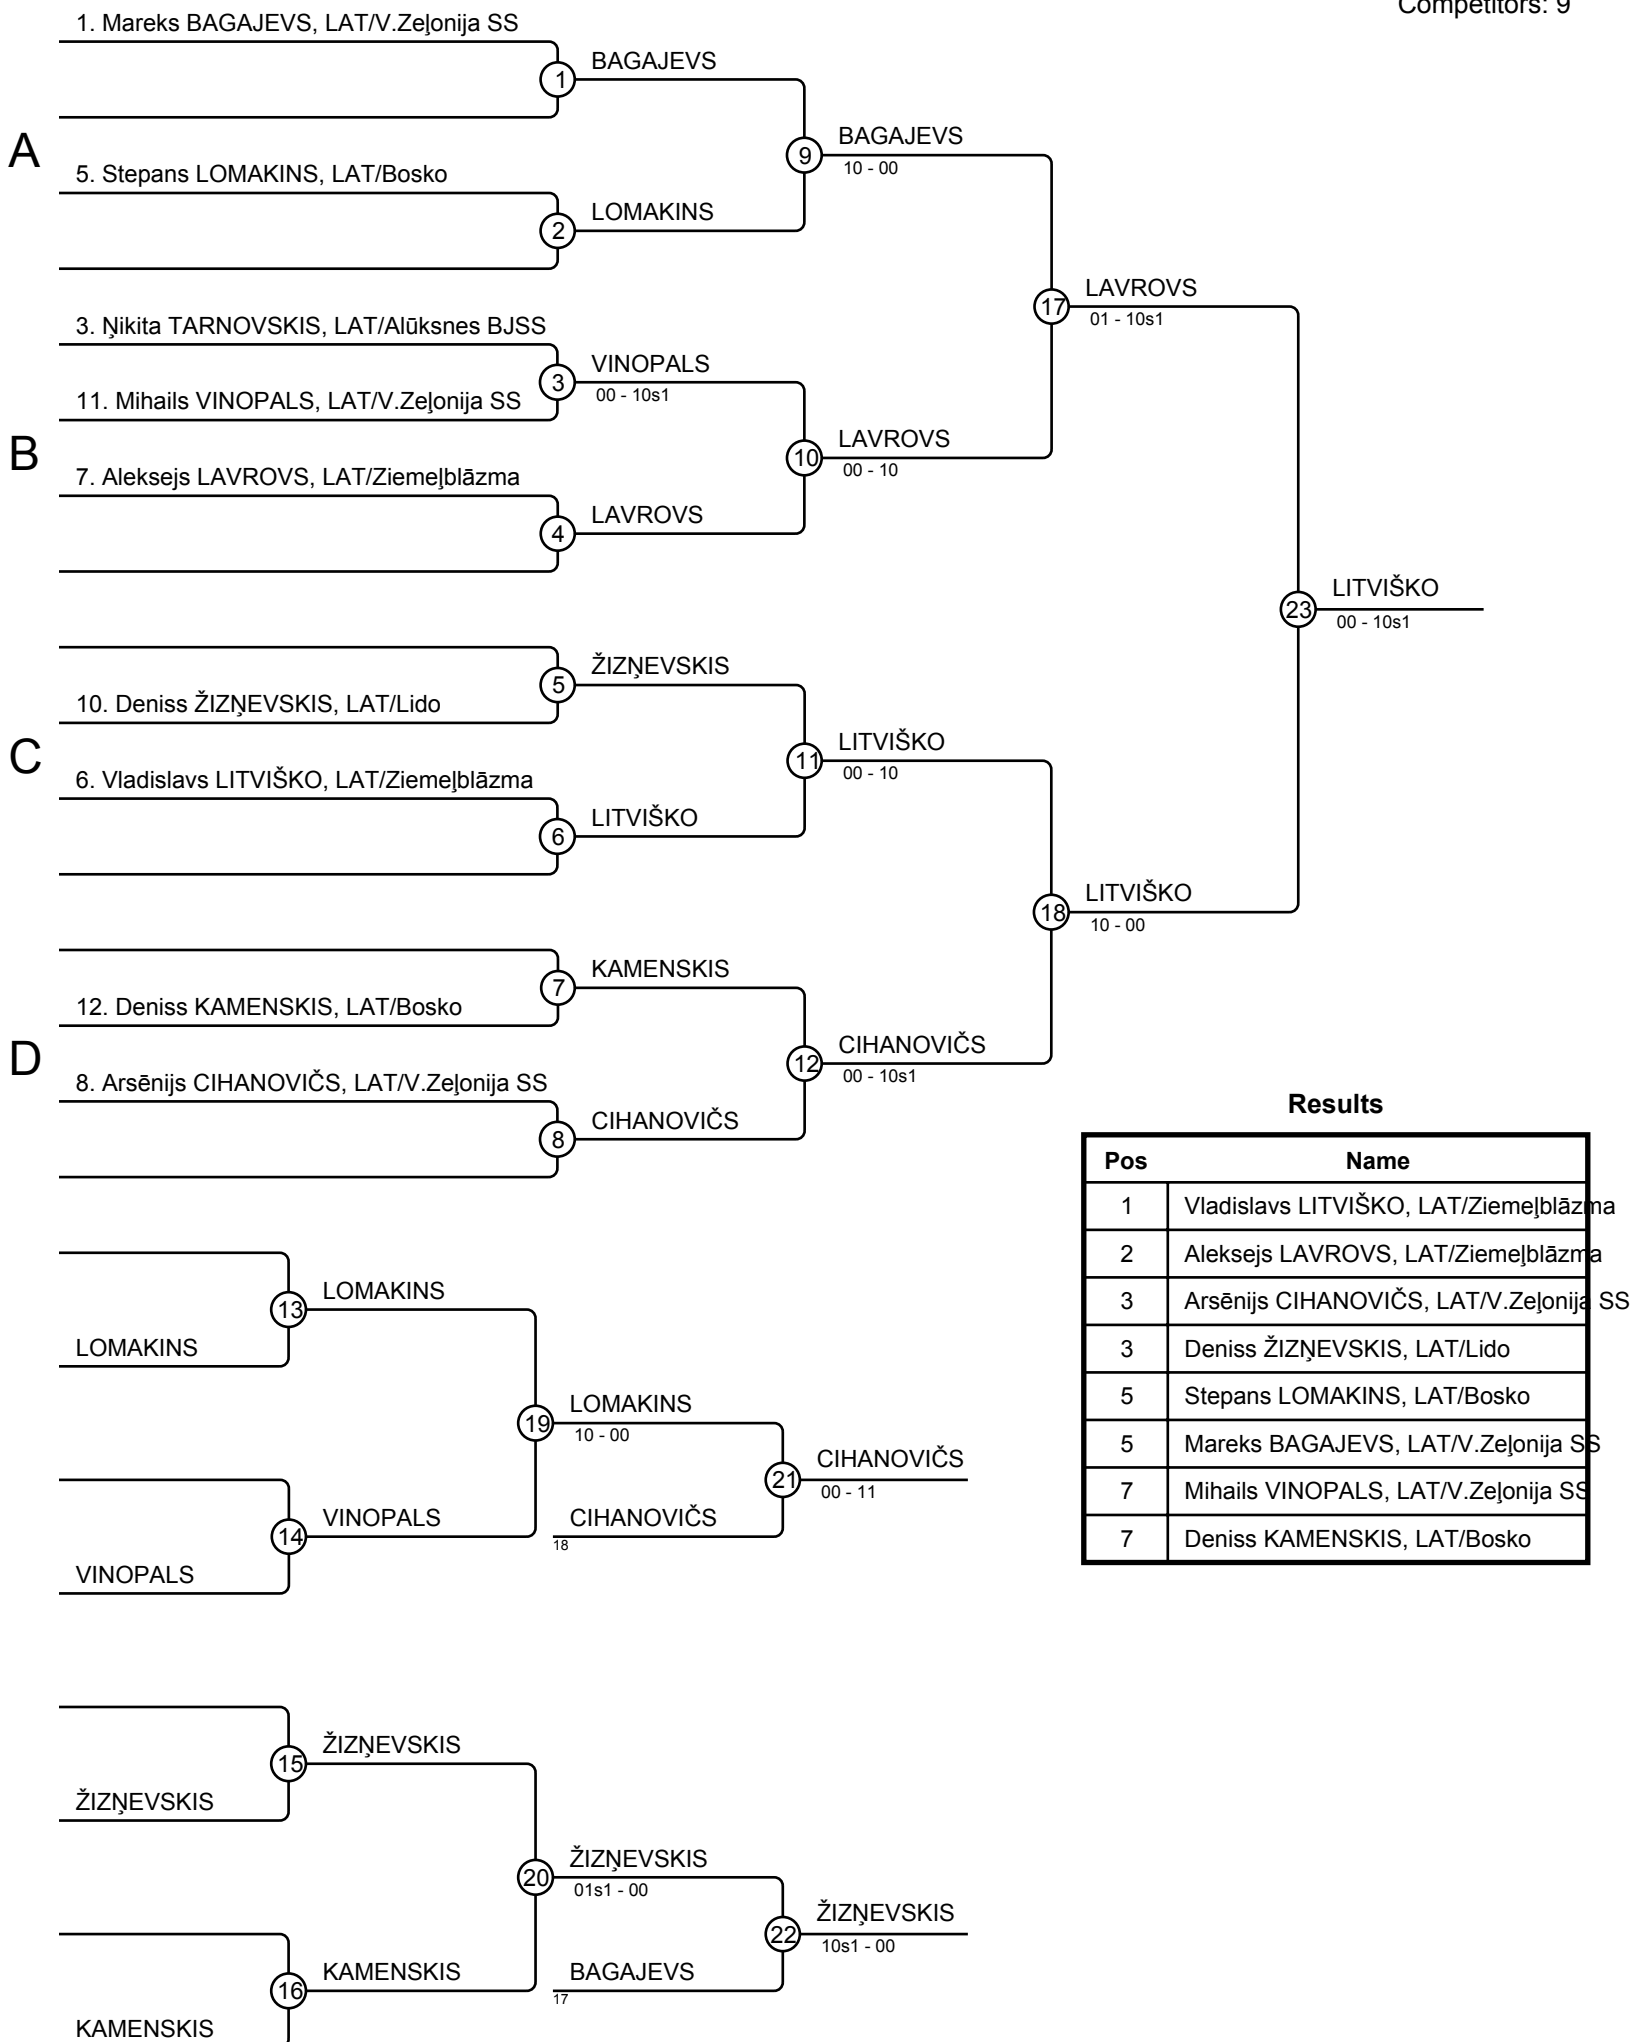 Competitors: 9
1. Mareks BAGAJEVS, LAT/V.Zeļonija SS
BAGAJEVS
1
A
BAGAJEVS
9
10 - 00
5. Stepans LOMAKINS, LAT/Bosko
LOMAKINS
2
LAVROVS
17
01 - 10s1
3. Ņikita TARNOVSKIS, LAT/Alūksnes BJSS
VINOPALS
3
00 - 10s1
11. Mihails VINOPALS, LAT/V.Zeļonija SS
B
LAVROVS
10
00 - 10
7. Aleksejs LAVROVS, LAT/Ziemeļblāzma
LAVROVS
4
LITVIŠKO
23
00 - 10s1
ŽIZŅEVSKIS
5
10. Deniss ŽIZŅEVSKIS, LAT/Lido
C
LITVIŠKO
11
00 - 10
6. Vladislavs LITVIŠKO, LAT/Ziemeļblāzma
LITVIŠKO
6
LITVIŠKO
18
10 - 00
KAMENSKIS
7
12. Deniss KAMENSKIS, LAT/Bosko
D
CIHANOVIČS
12
00 - 10s1
8. Arsēnijs CIHANOVIČS, LAT/V.Zeļonija SS
CIHANOVIČS
8
Results
Pos Name
1 Vladislavs LITVIŠKO, LAT/Ziemeļblāzma
2 Aleksejs LAVROVS, LAT/Ziemeļblāzma
3 Arsēnijs CIHANOVIČS, LAT/V.Zeļonija SS
3 Deniss ŽIZŅEVSKIS, LAT/Lido
5 Stepans LOMAKINS, LAT/Bosko
5 Mareks BAGAJEVS, LAT/V.Zeļonija SS
7 Mihails VINOPALS, LAT/V.Zeļonija SS
7 Deniss KAMENSKIS, LAT/Bosko
LOMAKINS
13
LOMAKINS
LOMAKINS
19
10 - 00
CIHANOVIČS
21
00 - 11
VINOPALS
14
CIHANOVIČS
18
VINOPALS
ŽIZŅEVSKIS
15
ŽIZŅEVSKIS
ŽIZŅEVSKIS
20
01s1 - 00
ŽIZŅEVSKIS
22
10s1 - 00
KAMENSKIS
16
BAGAJEVS
17
KAMENSKIS